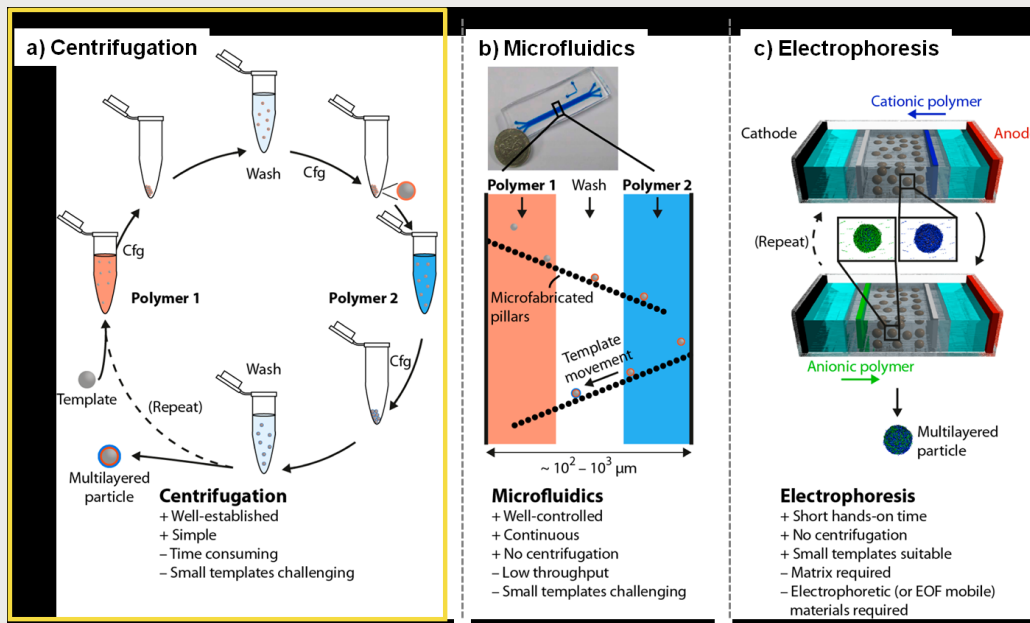 a) Centrifugation
Wash
Cfg
Cfg
Polymer 1
Polymer 2
Cfg
Wash
Template
(Repeat)
Multilayered
particle
Centrifugation
+ Well-established
+ Simple
– Time consuming
– Small templates challenging
b) Microfluidics
Polymer 1 Wash Polymer 2
Microfabricated
pillars
Template
movement
~ 10² – 10³ μm
Microfluidics
+ Well-controlled
+ Continuous
+ No centrifugation
– Low throughput
– Small templates challenging
c) Electrophoresis
Cationic polymer
Cathode
Anod
(Repeat)
Anionic polymer
Multilayered
particle
Electrophoresis
+ Short hands-on time
+ No centrifugation
+ Small templates suitable
– Matrix required
– Electrophoretic (or EOF mobile)
materials required